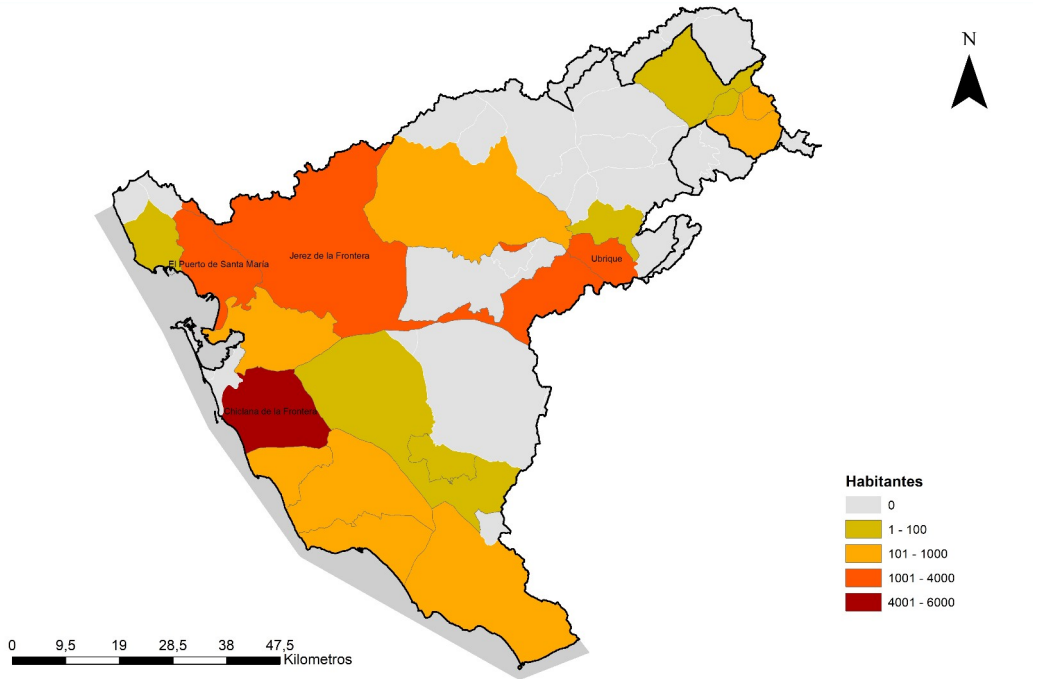 N
El Puerto de Santa María
Jerez de la Frontera
Ubrique
Chiclana de la Frontera
Habitantes
0
1 - 100
101 - 1000
1001 - 4000
4001 - 6000
0 9,5 19 28,5 38 47,5
Kilometros